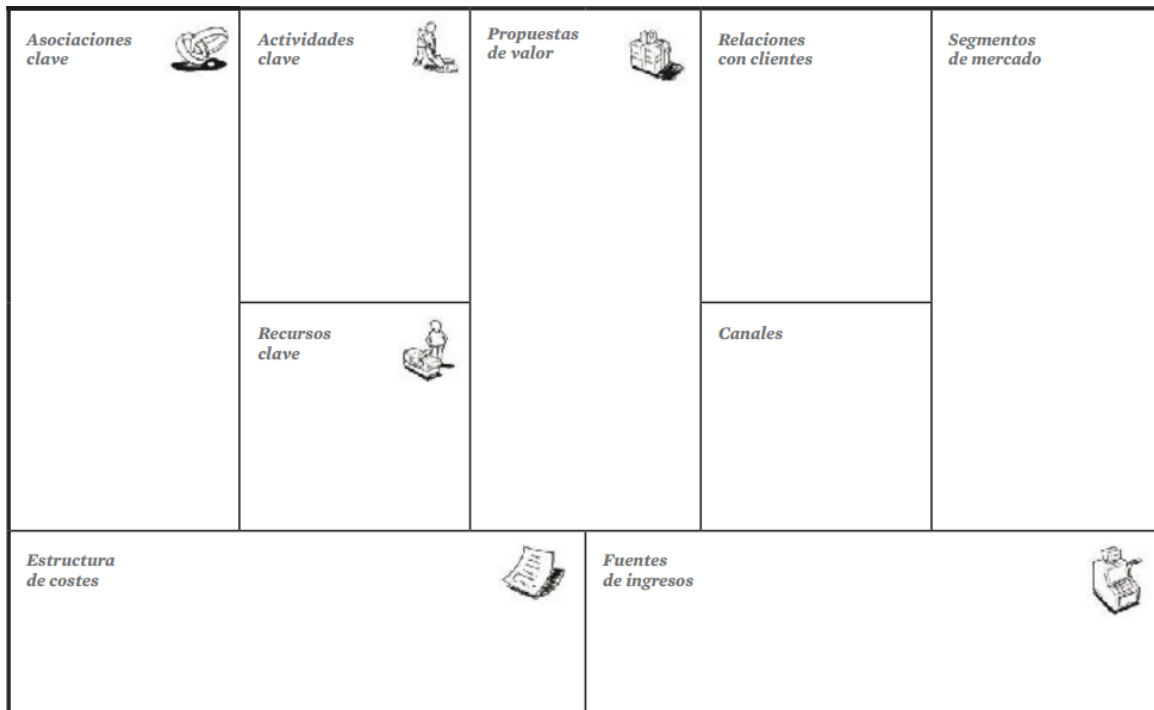 Asociaciones
clave
Actividades
clave
Propuestas
de valor
Relaciones
con clientes
Segmentos
de mercado
Recursos
clave
Canales
Estructura
de costes
Fuentes
de ingresos